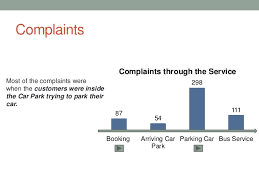 Complaints
Complaints through the Service
Most of the complaints were
when the customers were inside
the Car Park trying to park their
car.
298
87
54
111
Booking
Arriving Car
Park
Parking Car
Bus Service